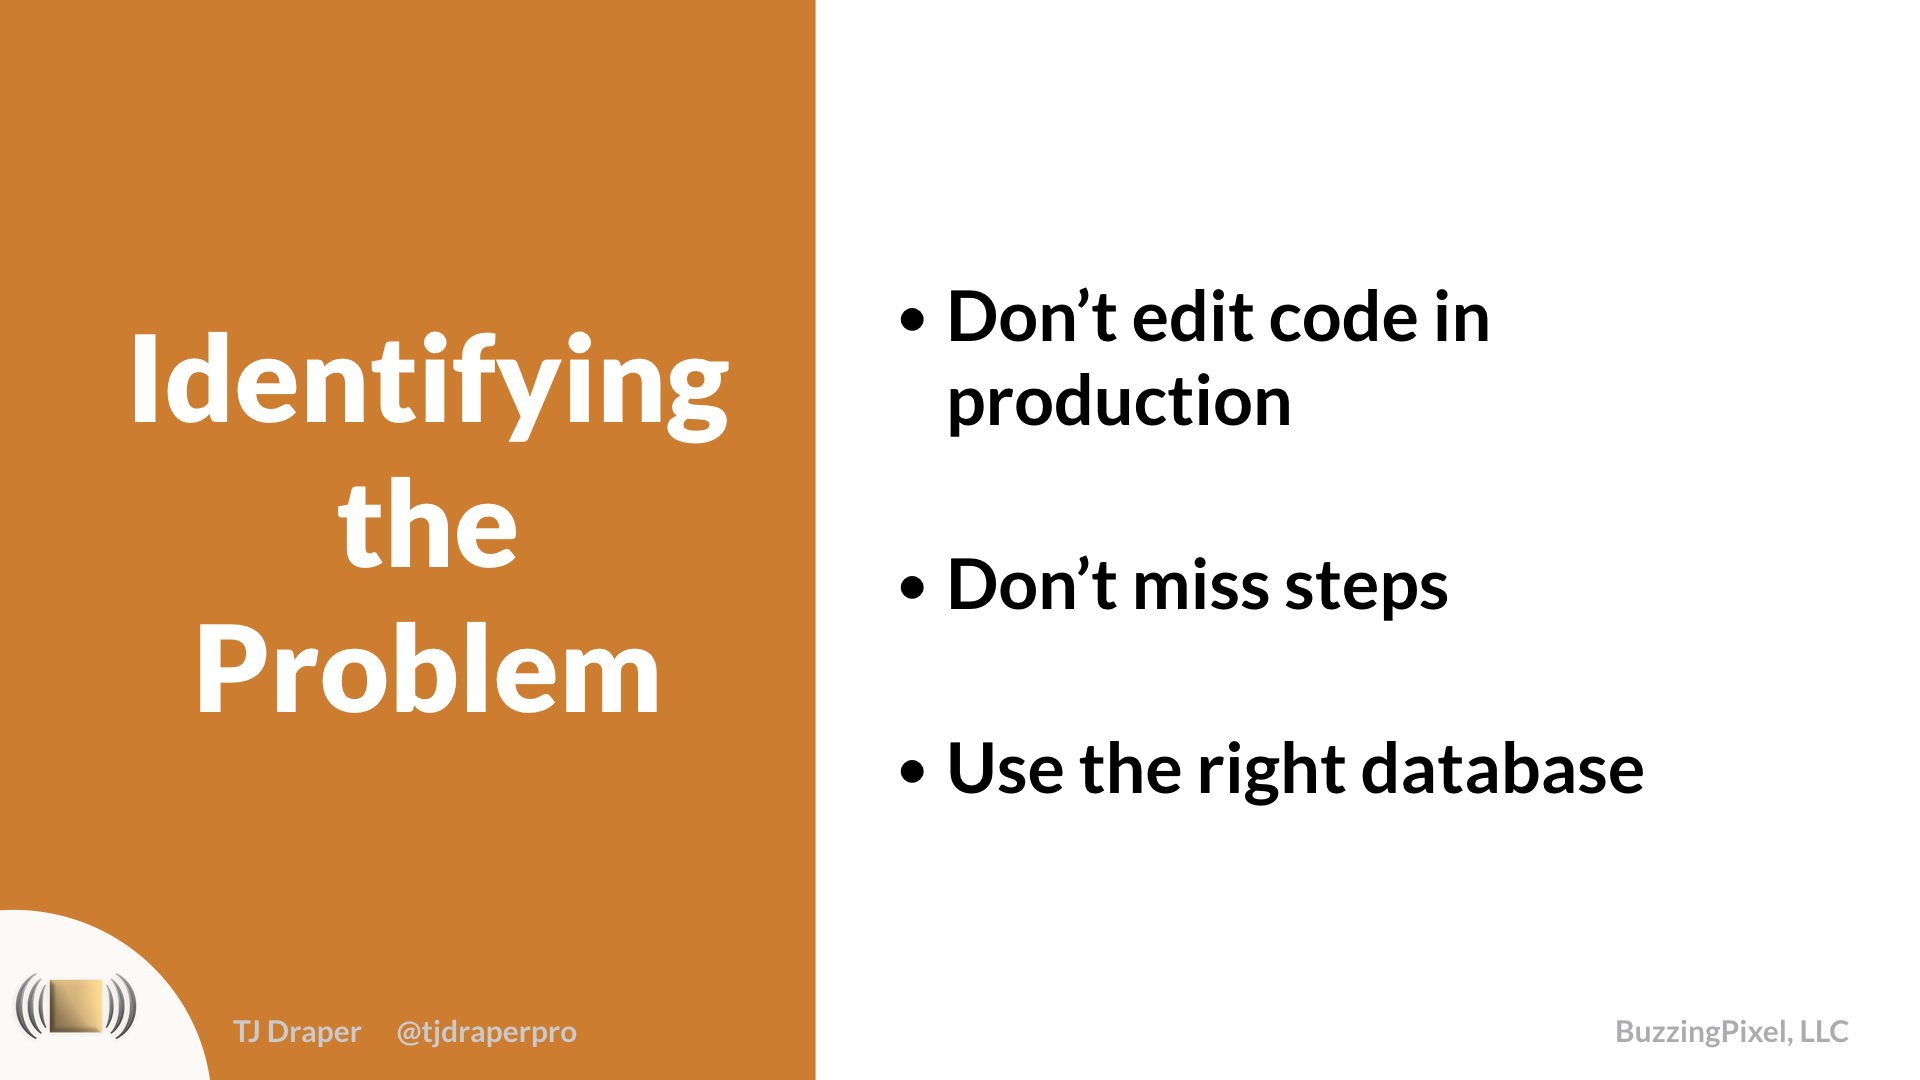 Identifying
the
Problem
• Don’t edit code in
production
• Don’t miss steps
• Use the right database
TJ Draper @tjdraperpro
BuzzingPixel, LLC